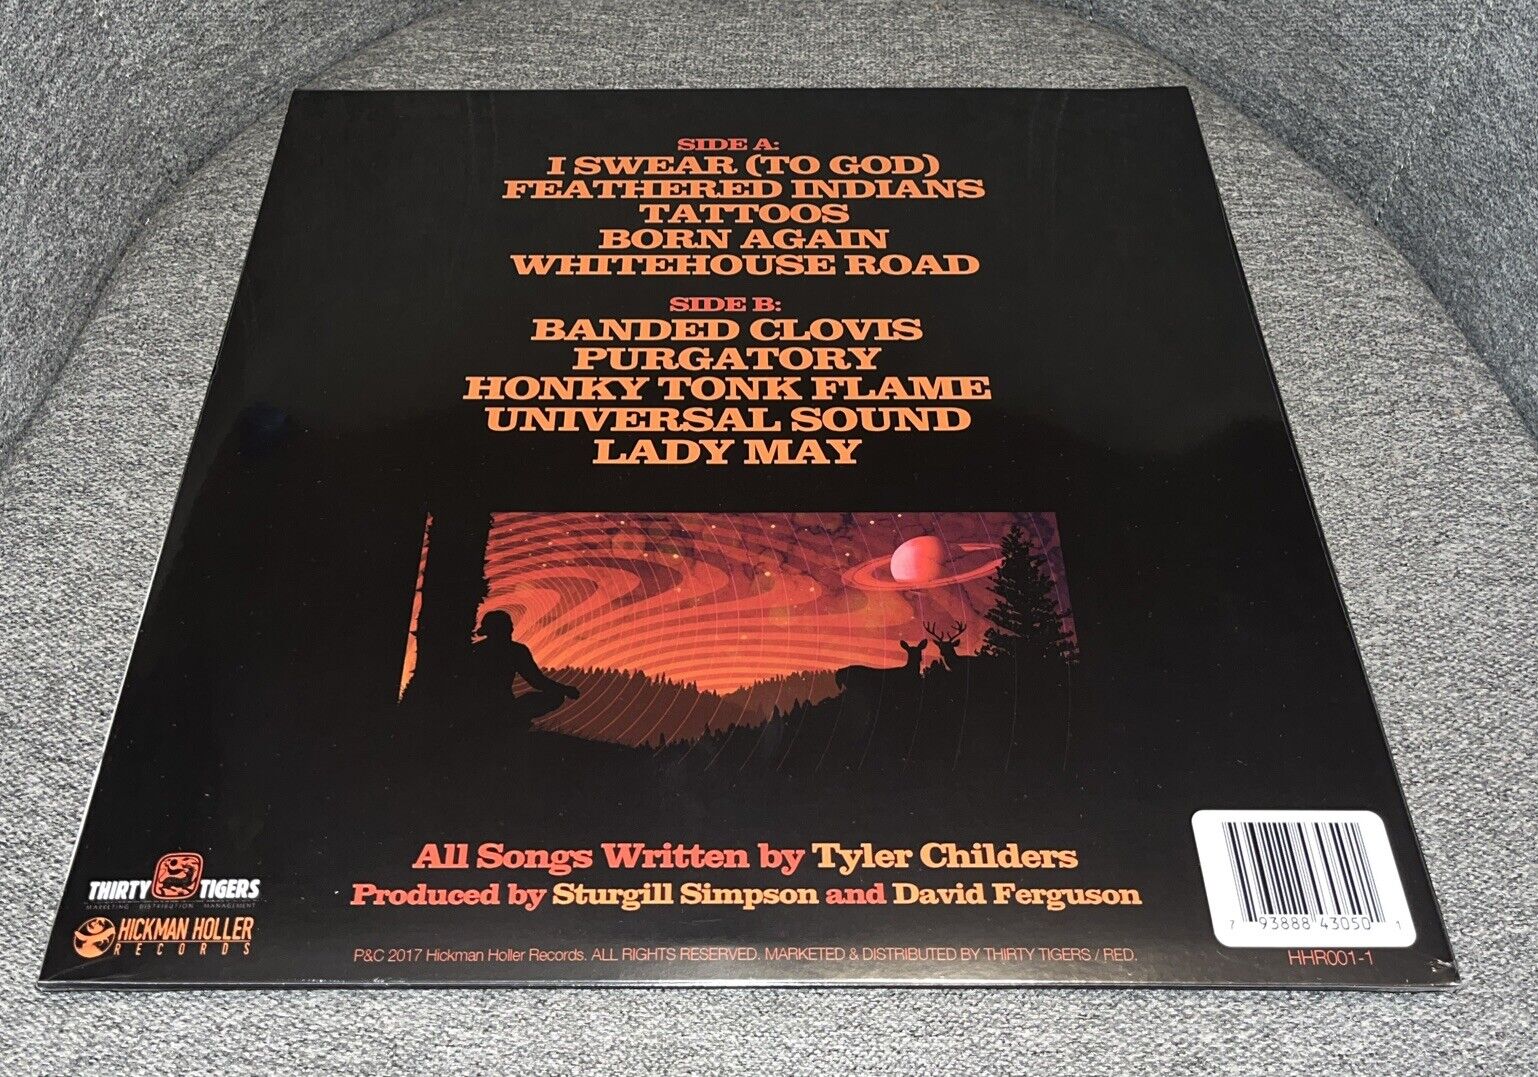 SIDE A:
I SWEAR (TO GOD)
FEATHERED INDIANS
TATTOOS
BORN AGAIN
WHITEHOUSE ROAD
SIDE B:
BANDED CLOVIS
PURGATORY
HONKY TONK FLAME
UNIVERSAL SOUND
LADY MAY
All Songs Written by Tyler Childers
Produced by Sturgill Simpson and David Ferguson
THIRTY TIGERS
MARKETING DISTRIBUTION MANAGEMENT
HICKMAN HOLLER
RECORDS
P&C 2017 Hickman Holler Records. ALL RIGHTS RESERVED. MARKETED & DISTRIBUTED BY THIRTY TIGERS / RED.
7 93888 43050 1
HHR001-1